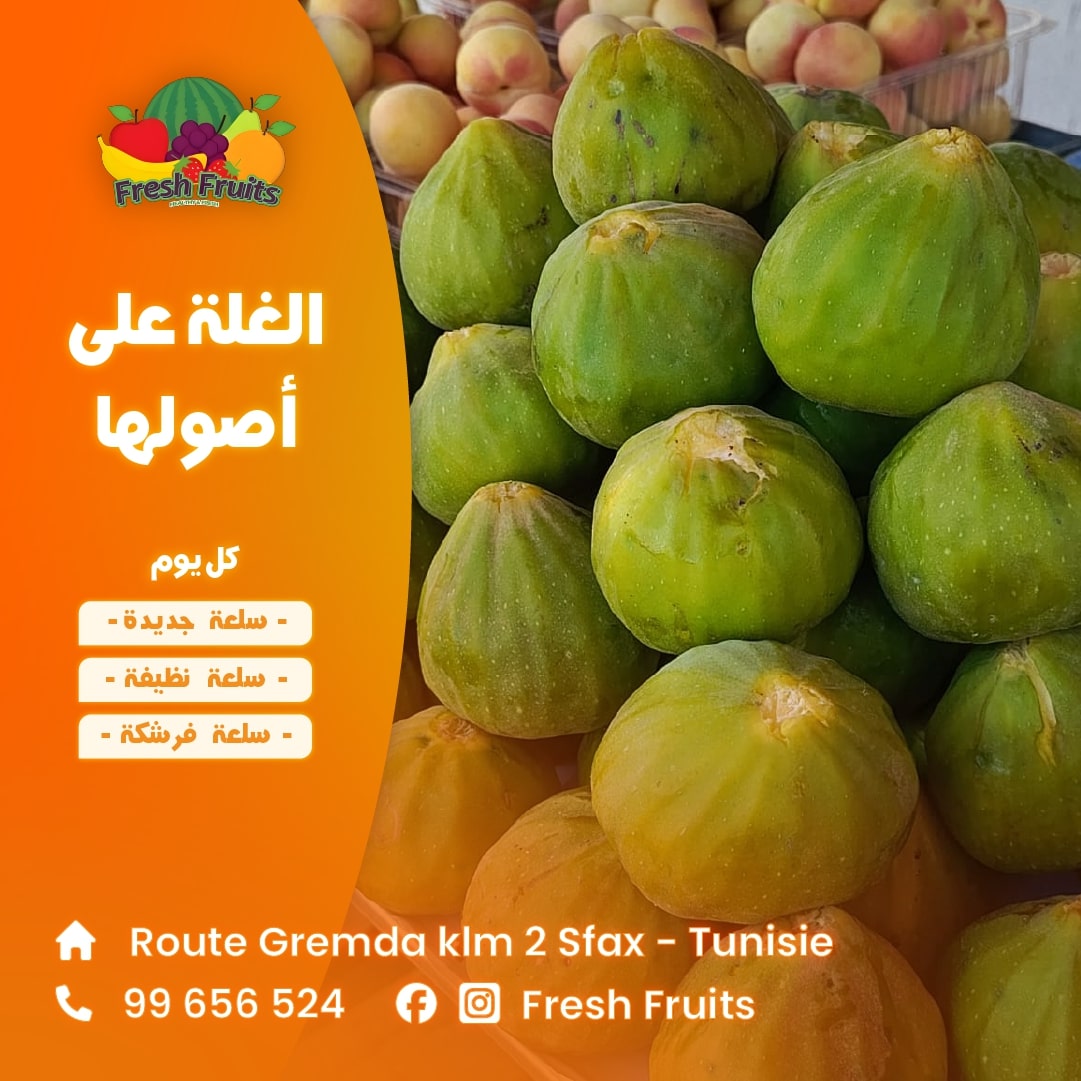 Fresh Fruits
الغلة على
أصولها
كل يوم
- سلعة جديدة -
- سلعة نظيفة -
- سلعة فرشكة -
Route Gremda klm 2 Sfax - Tunisie
99 656 524
Fresh Fruits